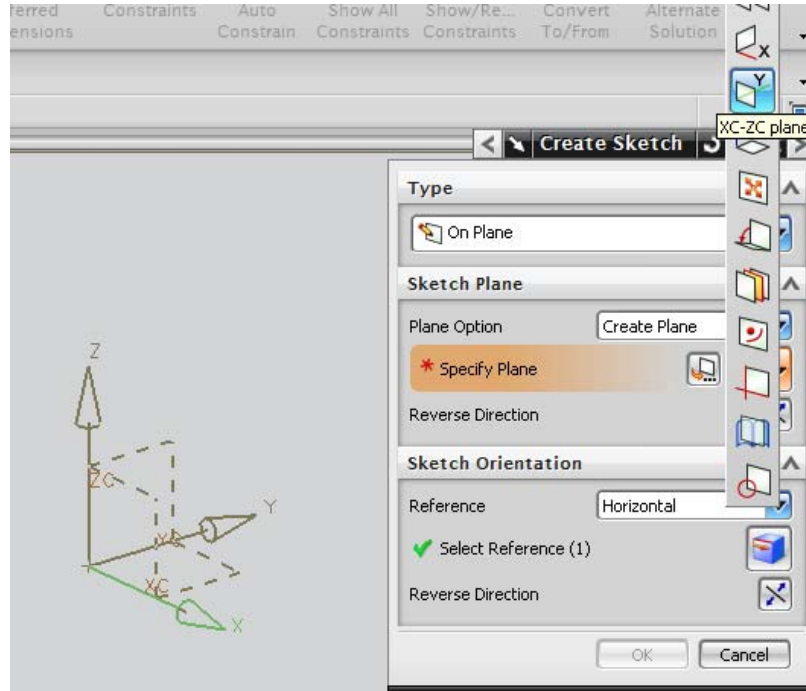 Constraints Auto Show All Show/Re... Convert Alternate
Constrain Constraints Constraints To/From Solution
X
Y
XC-ZC plane
Create Sketch
Type
On Plane
Sketch Plane
Plane Option Create Plane
* Specify Plane
Reverse Direction
Sketch Orientation
Reference Horizontal
Select Reference (1)
Reverse Direction
OK Cancel
Z
ZC
Y
YC
XC
X